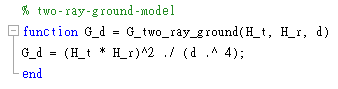 % two-ray-ground-model
function G_d = G_two_ray_ground(H_t, H_r, d)
G_d = (H_t * H_r)^2 ./ (d .^ 4);
end